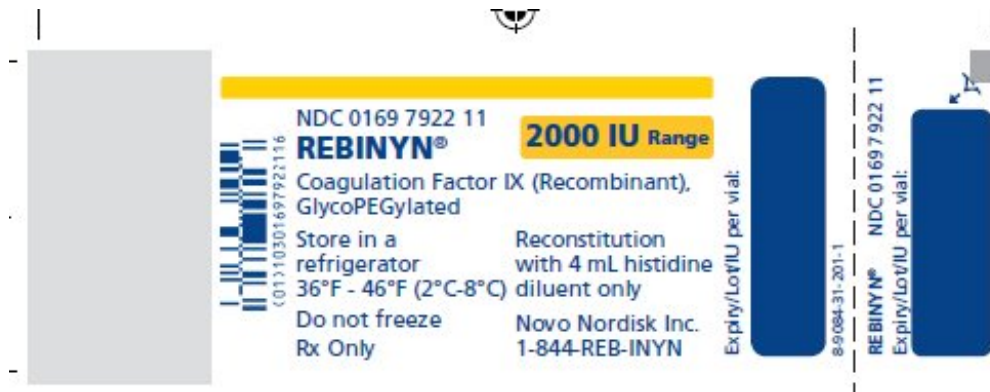 NDC 0169 7922 11
REBINYN®
2000 IU Range
Coagulation Factor IX (Recombinant),
GlycoPEGylated
Store in a
refrigerator
36°F - 46°F (2°C-8°C)
Do not freeze
Rx Only
Reconstitution
with 4 mL histidine
diluent only
Novo Nordisk Inc.
1-844-REB-INYN
(01)10301697922116
Expiry/Lot/IU per vial:
8-9084-31-201-1
REBINYN® NDC 0169 7922 11
Expiry/Lot/IU per vial: